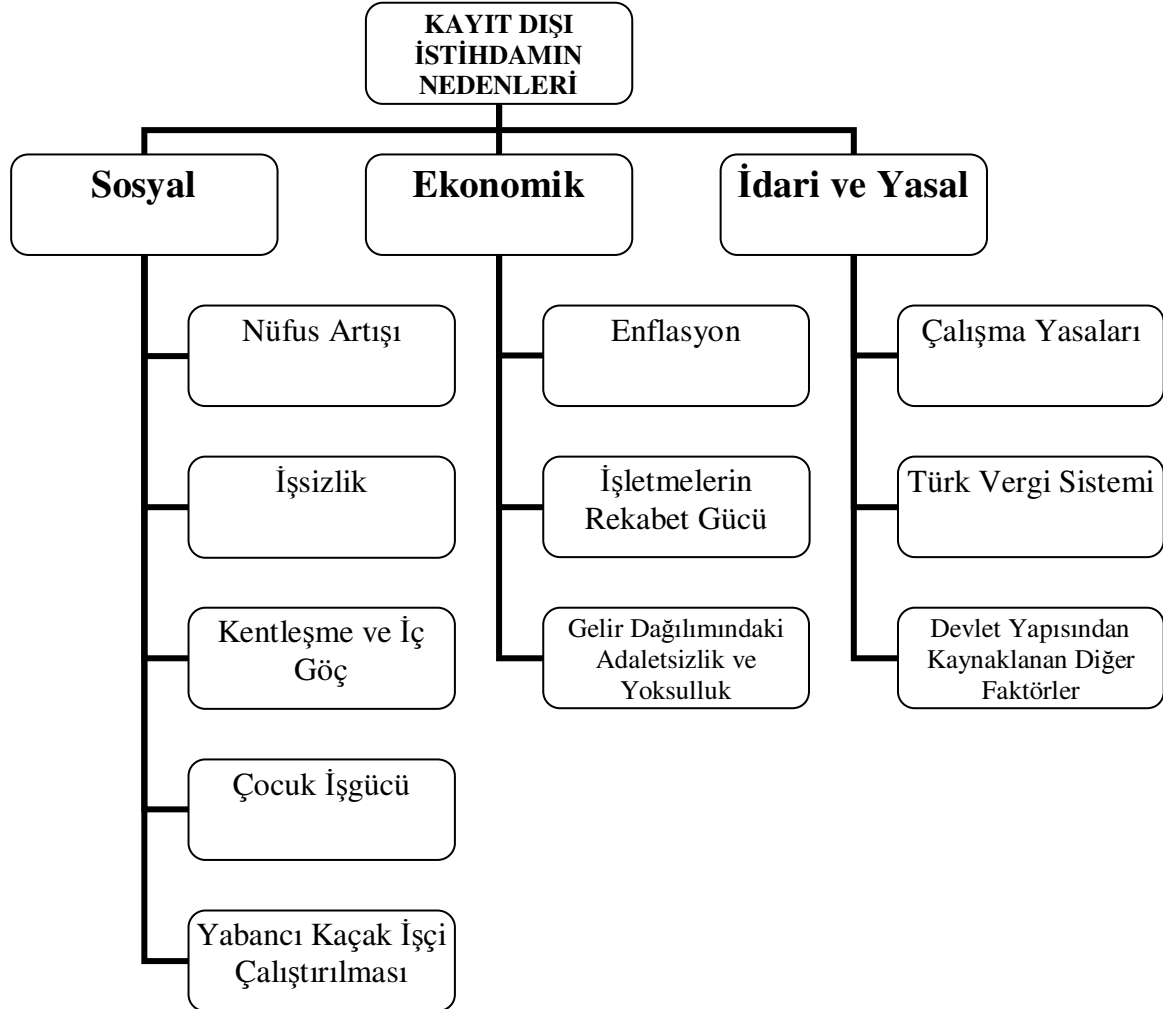 KAYIT DIŞI
İSTİHDAMIN
NEDENLERİ
Sosyal
Ekonomik
İdari ve Yasal
Nüfus Artışı
Enflasyon
Çalışma Yasaları
İşsizlik
İşletmelerin
Rekabet Gücü
Türk Vergi Sistemi
Kentleşme ve İç
Göç
Gelir Dağılımındaki
Adaletsizlik ve
Yoksulluk
Devlet Yapısından
Kaynaklanan Diğer
Faktörler
Çocuk İşgücü
Yabancı Kaçak İşçi
Çalıştırılması